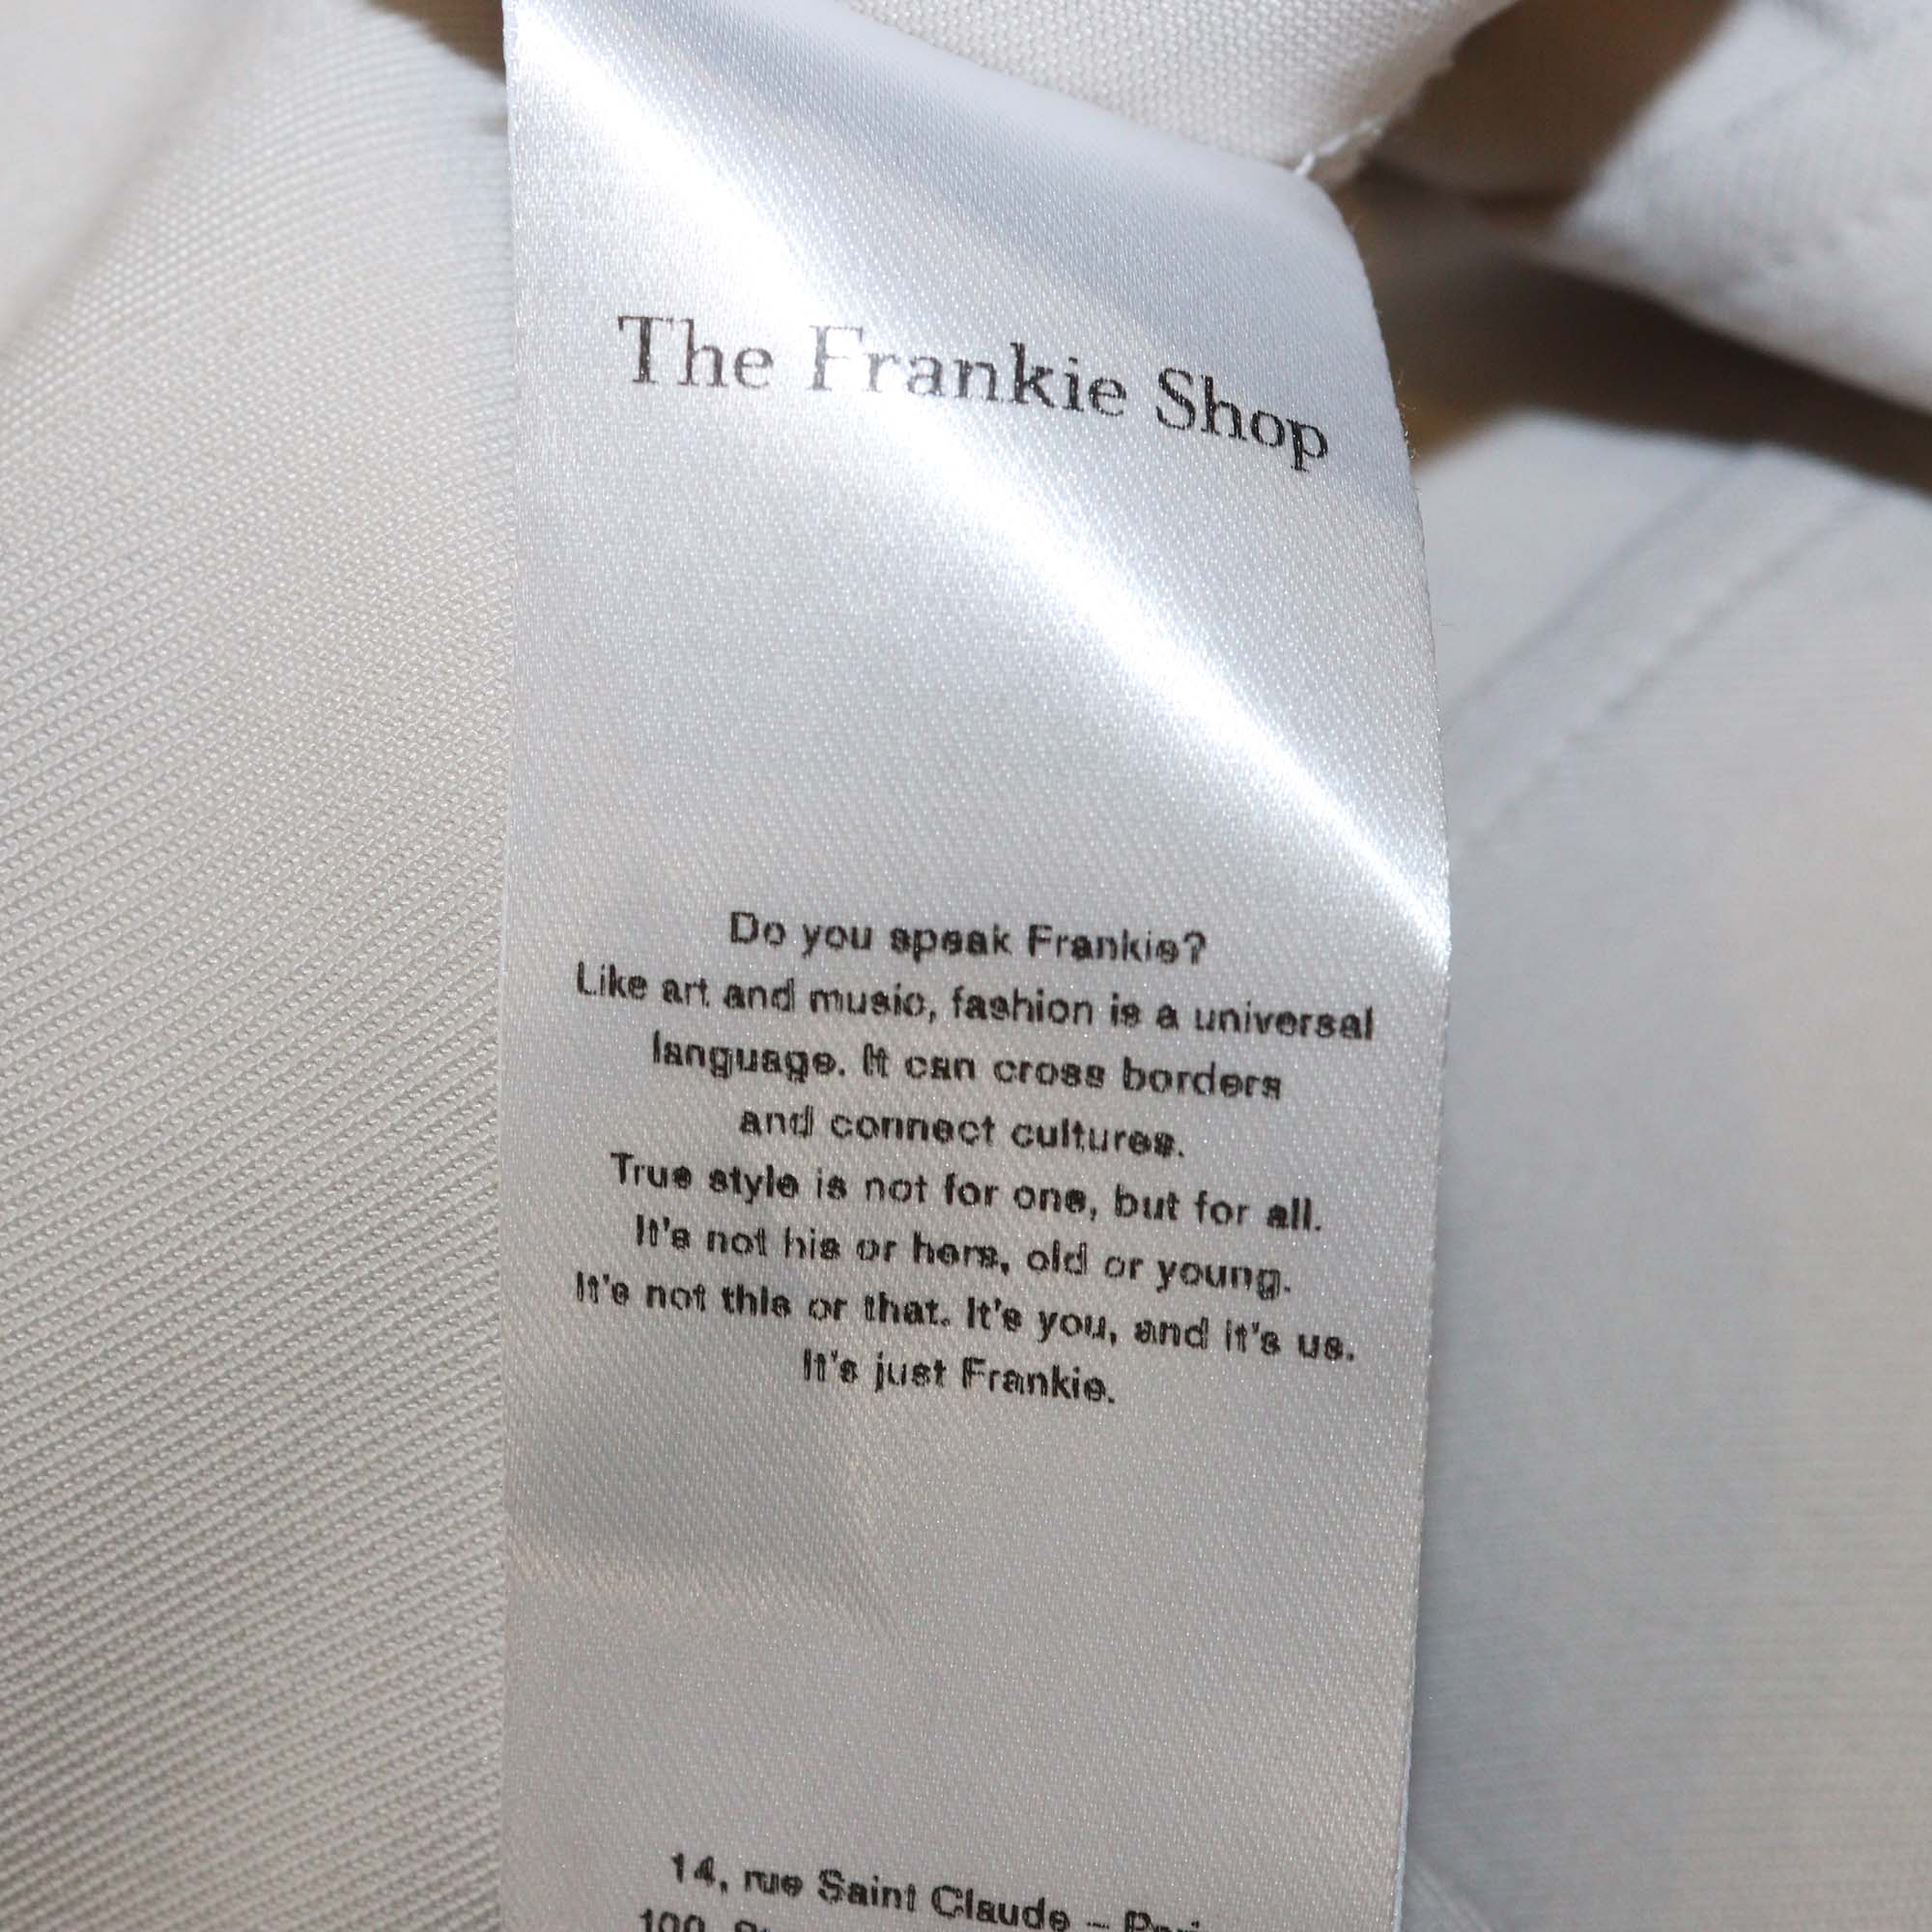 The Frankie Shop
Do you speak Frankie?
Like art and music, fashion is a universal
language. It can cross borders
and connect cultures.
True style is not for one, but for all.
It's not his or hers, old or young.
It's not this or that. It's you, and it's us.
It's just Frankie.
14, rue Saint Claude –
100,